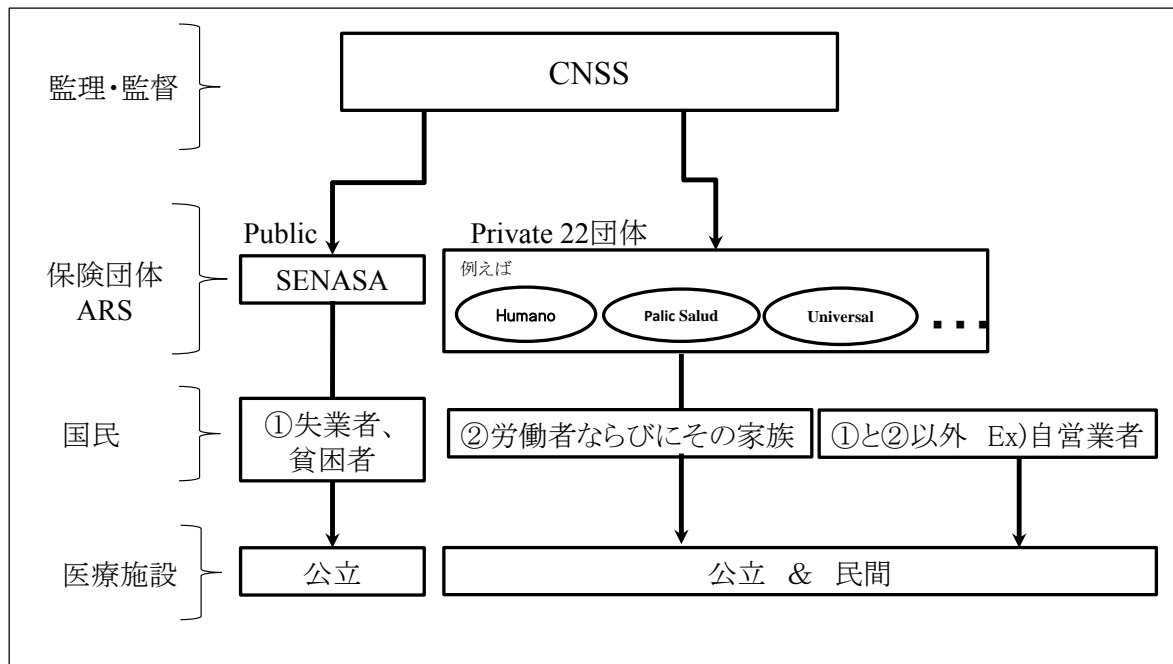 監理・監督
CNSS
Public
Private 22団体
保険団体
ARS
SENASA
例えば
Humano
Palic Salud
Universal
▪ ▪ ▪
国民
①失業者、
貧困者
②労働者ならびにその家族
①と②以外 Ex)自営業者
医療施設
公立
公立 & 民間